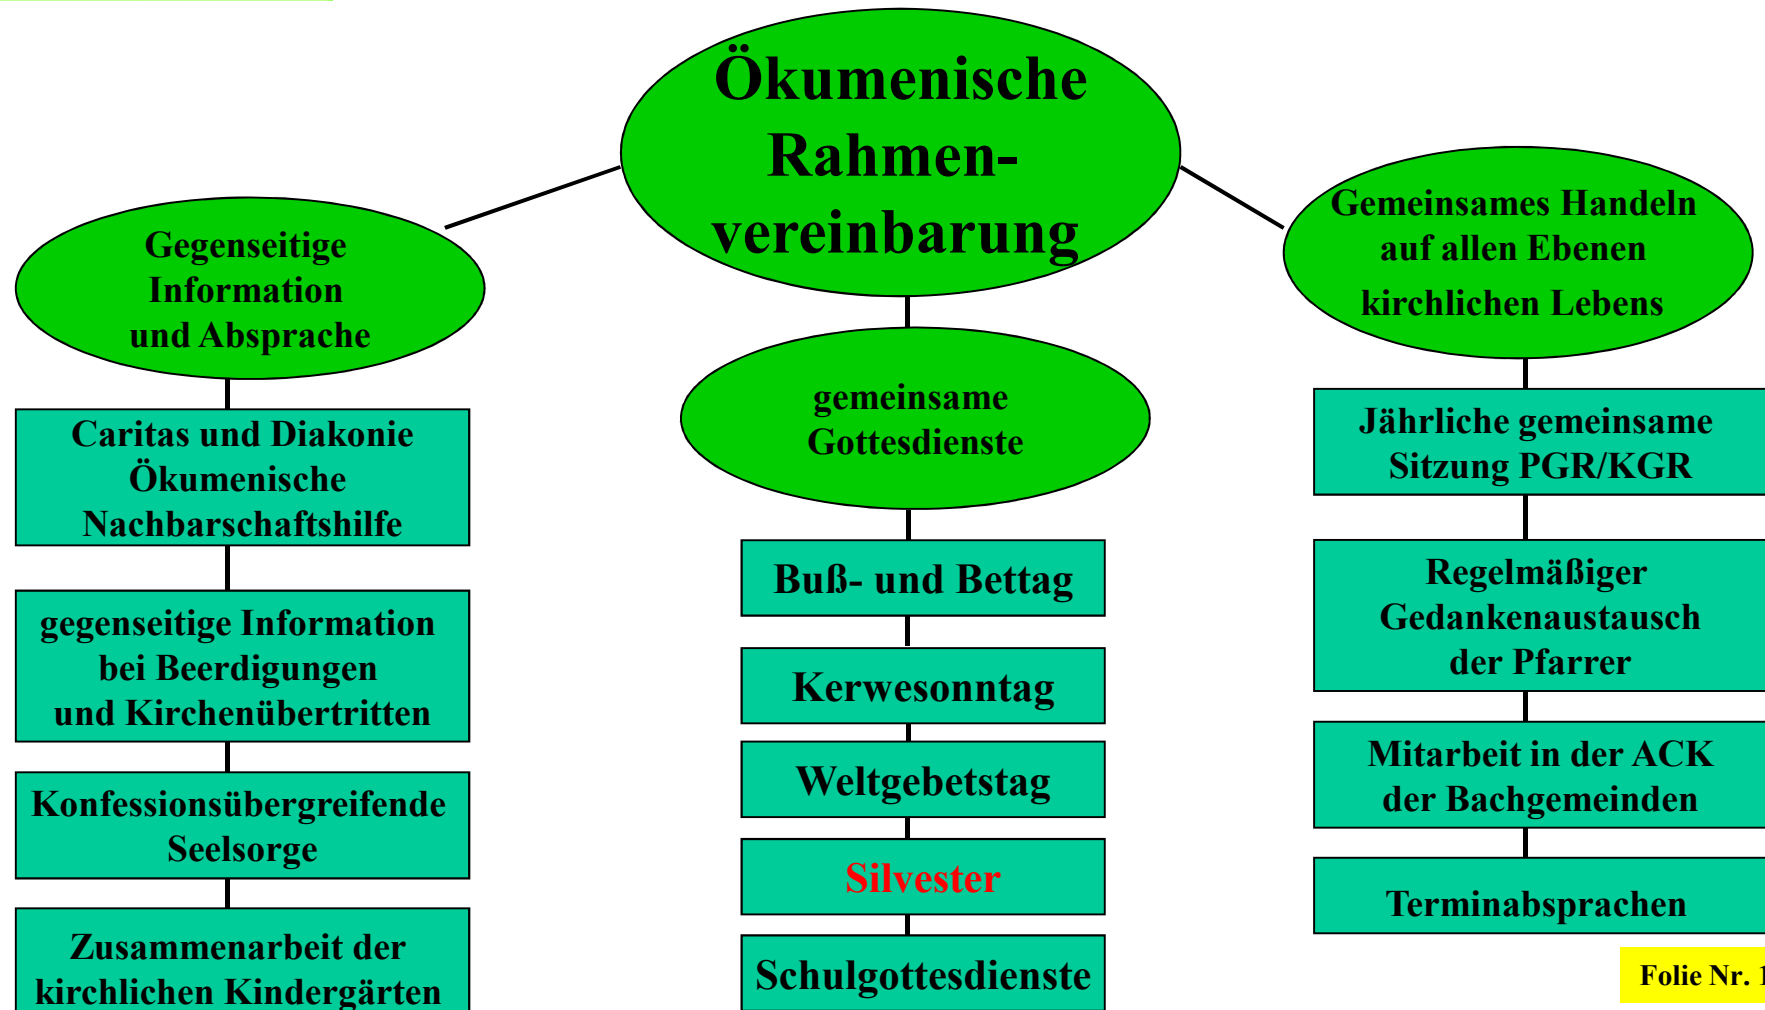 Ökumenische
Rahmen-
vereinbarung
Gegenseitige
Information
und Absprache
Caritas und Diakonie
Ökumenische
Nachbarschaftshilfe
gegenseitige Information
bei Beerdigungen
und Kirchenübertritten
Konfessionsübergreifende
Seelsorge
Zusammenarbeit der
kirchlichen Kindergärten
gemeinsame
Gottesdienste
Buß- und Bettag
Kerwesonntag
Weltgebetstag
Silvester
Schulgottesdienste
Gemeinsames Handeln
auf allen Ebenen
kirchlichen Lebens
Jährliche gemeinsame
Sitzung PGR/KGR
Regelmäßiger
Gedankenaustausch
der Pfarrer
Mitarbeit in der ACK
der Bachgemeinden
Terminabsprachen
Folie Nr. 1